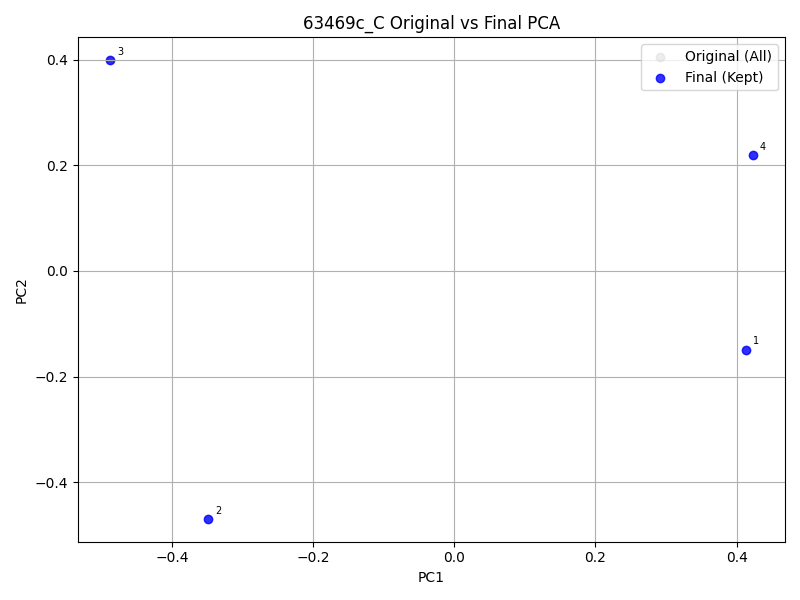 63469c_C Original vs Final PCA
Original (All)
Final (Kept)
3
4
1
2
0.4
0.2
0.0
−0.2
−0.4
PC2
−0.4
−0.2
0.0
0.2
0.4
PC1